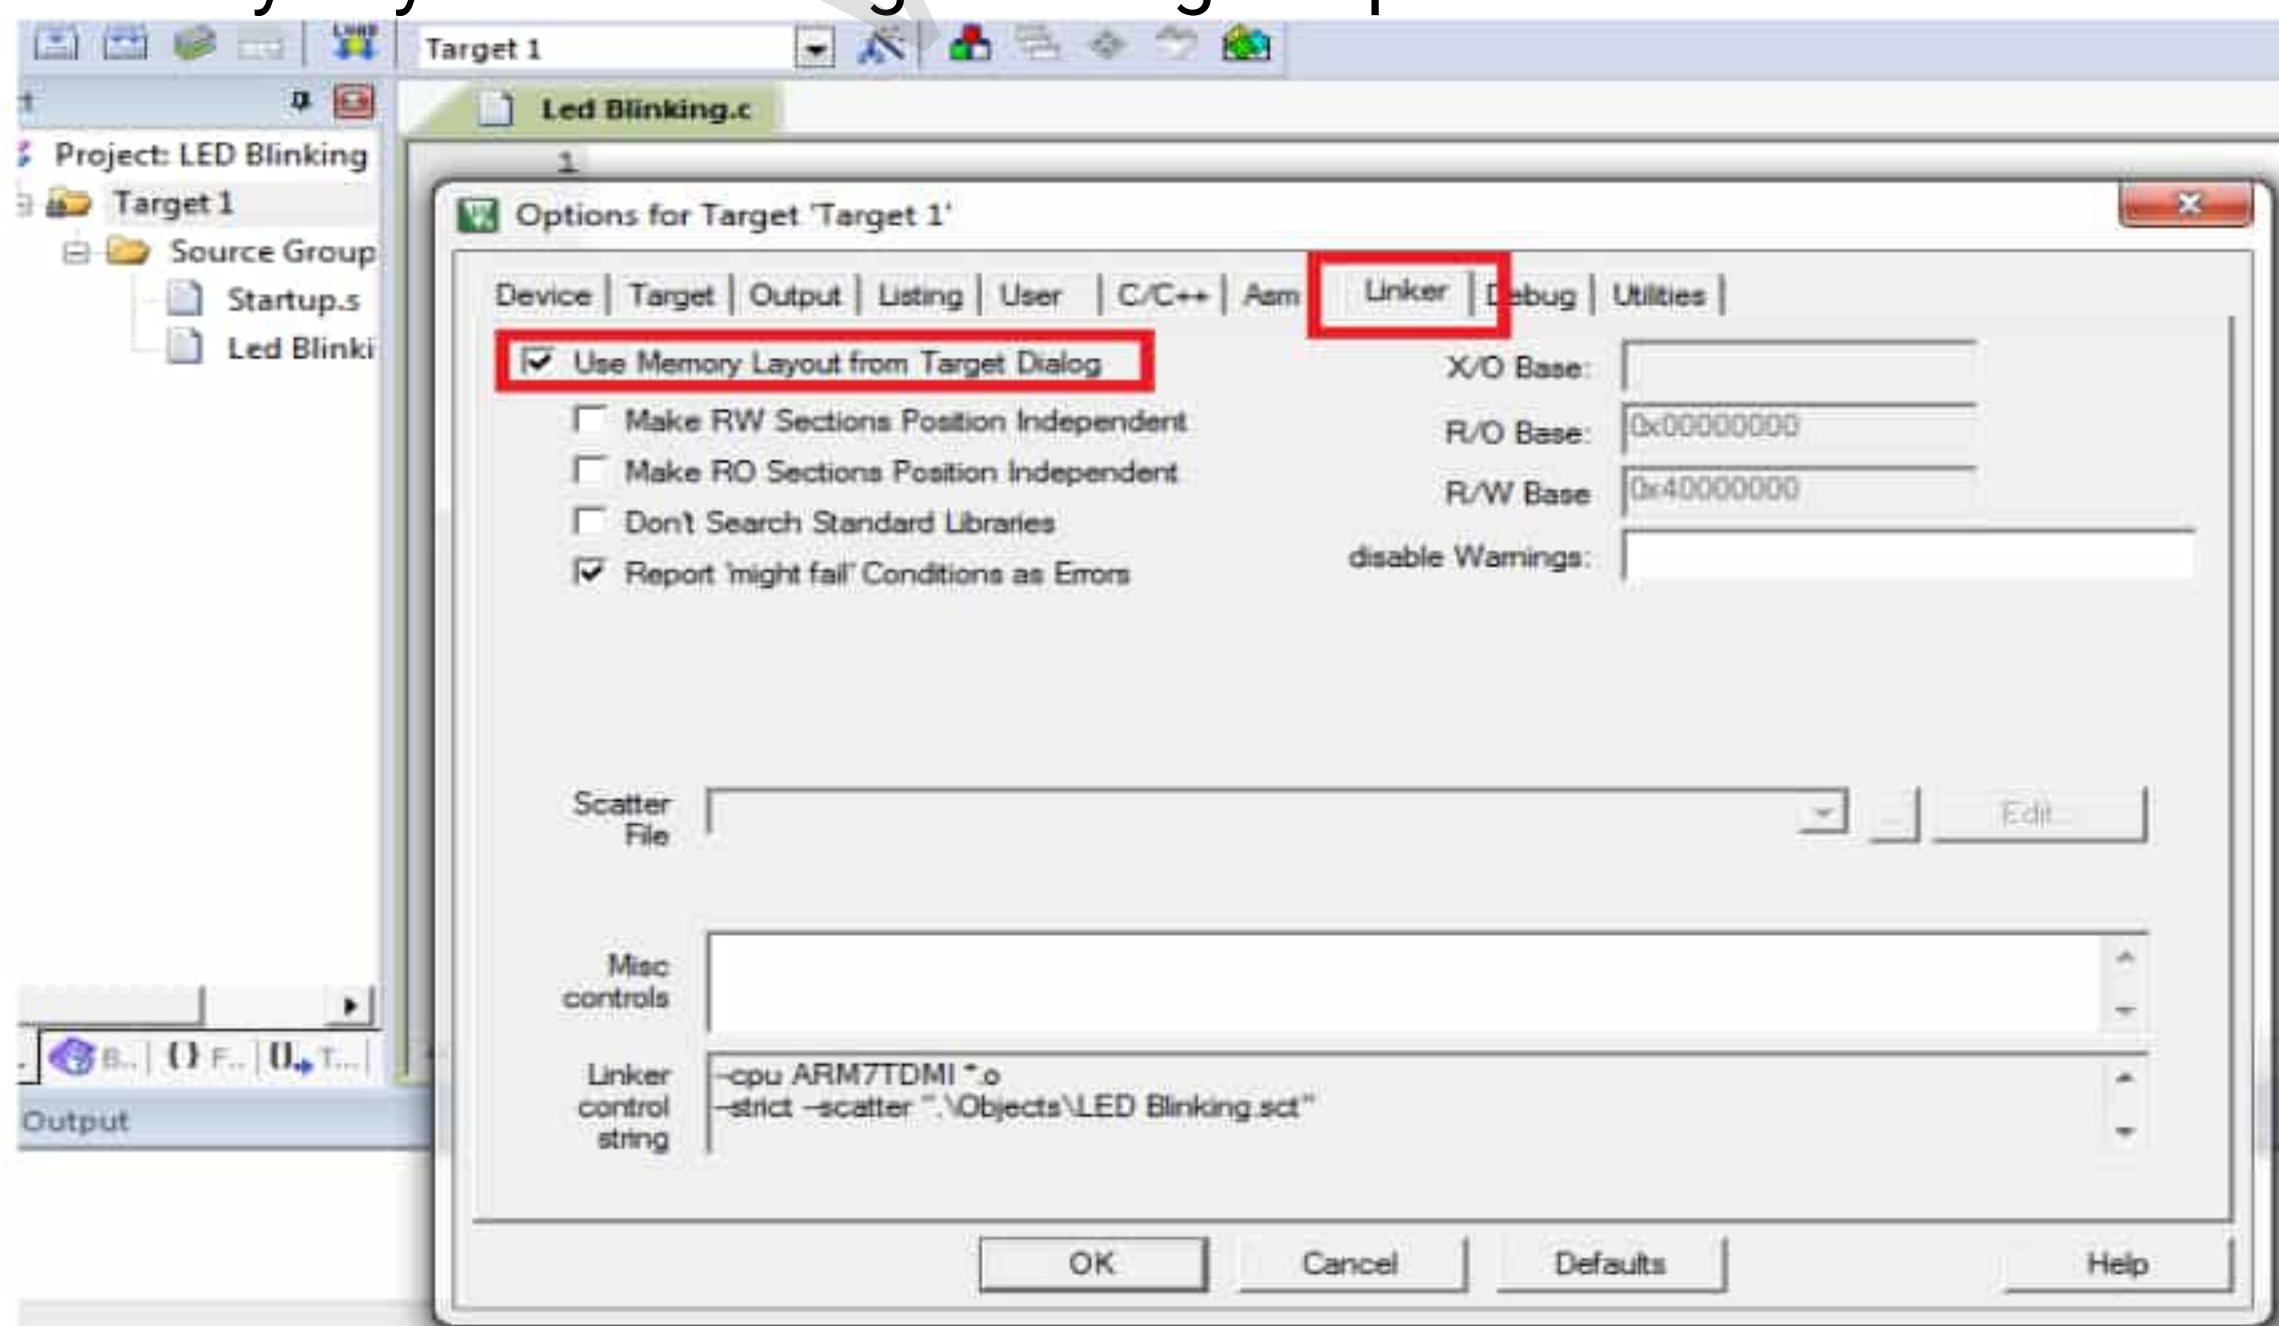 Target 1
Led Blinking.c
Project: LED Blinking
1
Target 1
Source Group
Startup.s
Led Blinki
Options for Target 'Target 1'
Device Target Output Listing User C/C++ Asm Linker Debug Utilities
Use Memory Layout from Target Dialog
X/O Base:
Make RW Sections Position Independent
R/O Base: 0x00000000
Make RO Sections Position Independent
R/W Base 0x40000000
Don't Search Standard Libraries
disable Warnings:
Report 'might fail' Conditions as Errors
Scatter
File
Edit...
Misc
controls
B... {} F... T...
Linker
control
string
--cpu ARM7TDMI *.o
--strict --scatter ".\Objects\LED Blinking.sct"
Output
OK Cancel Defaults Help